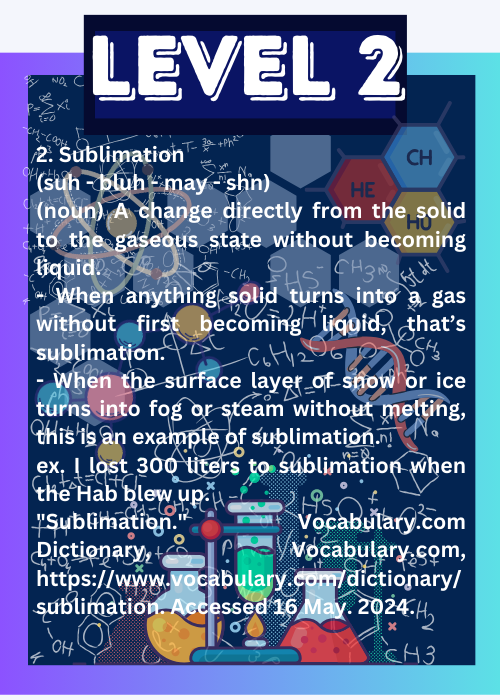 LEVEL 2
2. Sublimation
(suh - bluh - may - shn)
(noun) A change directly from the solid
to the gaseous state without becoming
liquid.
- When anything solid turns into a gas
without first becoming liquid, that's
sublimation.
- When the surface layer of snow or ice
turns into fog or steam without melting,
this is an example of sublimation.
ex. I lost 300 liters to sublimation when
the Hab blew up.
"Sublimation." Vocabulary.com
Dictionary, Vocabulary.com,
https://www.vocabulary.com/dictionary/
sublimation. Accessed 16 May. 2024.
CH
HE
HU